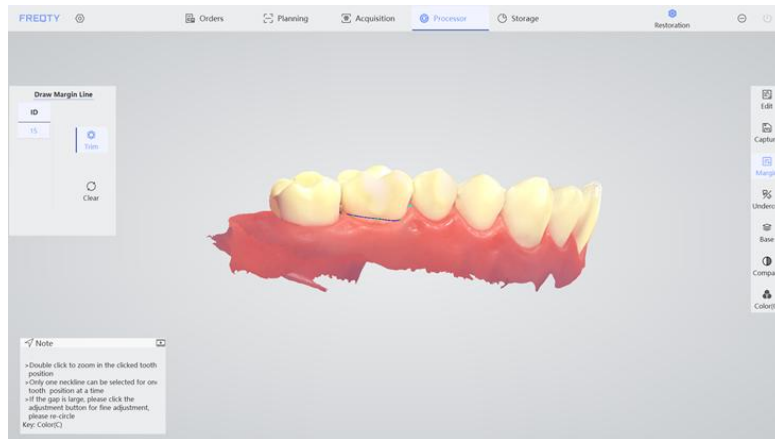 FREQTY
Orders
Planning
Acquisition
Processor
Storage
Restoration
Draw Margin Line
ID
15
Trim
Clear
Edit
Captur
Margin
Underc
Base
Compa
Color(
Note
»Double click to zoom in the clicked tooth
position
»Only one neckline can be selected for one
tooth position at a time
»If the gap is large, please click the
adjustment button for fine adjustment,
please re-circle
Key: Color(C)